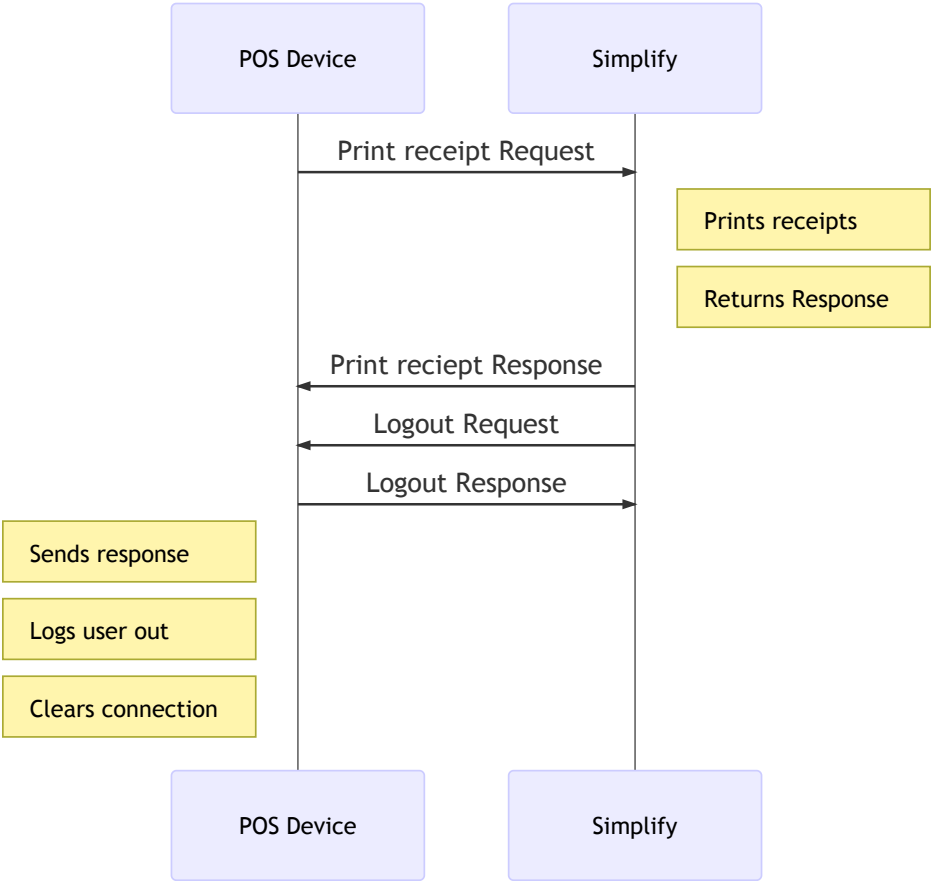 POS Device
Simplify
Print receipt Request
Prints receipts
Returns Response
Print reciept Response
Logout Request
Logout Response
Sends response
Logs user out
Clears connection
POS Device
Simplify